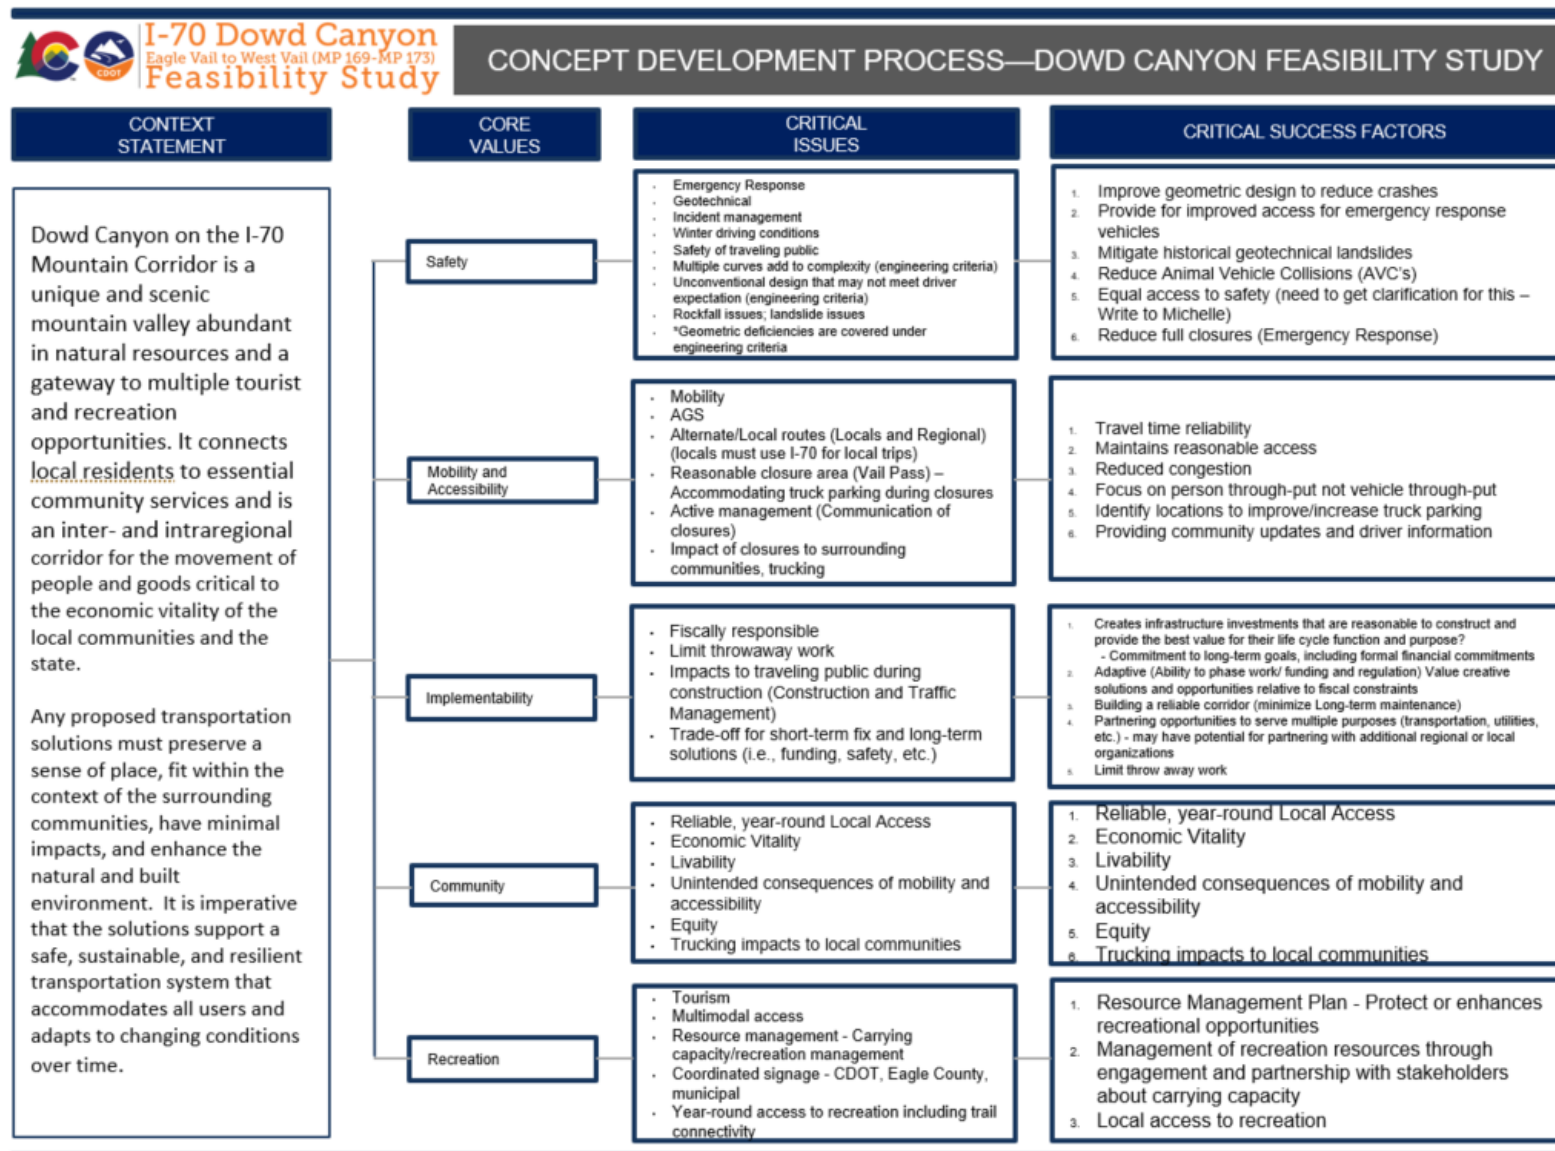 I-70 Dowd Canyon
Eagle Vail to West Vail (MP 169-MP 173)
Feasibility Study
CDOT
CONCEPT DEVELOPMENT PROCESS—DOWD CANYON FEASIBILITY STUDY
CONTEXT
STATEMENT
Dowd Canyon on the I-70
Mountain Corridor is a
unique and scenic
mountain valley abundant
in natural resources and a
gateway to multiple tourist
and recreation
opportunities. It connects
local residents to essential
community services and is
an inter- and intraregional
corridor for the movement of
people and goods critical to
the economic vitality of the
local communities and the
state.
Any proposed transportation
solutions must preserve a
sense of place, fit within the
context of the surrounding
communities, have minimal
impacts, and enhance the
natural and built
environment. It is imperative
that the solutions support a
safe, sustainable, and resilient
transportation system that
accommodates all users and
adapts to changing conditions
over time.
CORE
VALUES
CRITICAL
ISSUES
CRITICAL SUCCESS FACTORS
Safety
· Emergency Response
· Geotechnical
· Incident management
· Winter driving conditions
· Safety of traveling public
· Multiple curves add to complexity (engineering criteria)
· Unconventional design that may not meet driver
expectation (engineering criteria)
· Rockfall issues; landslide issues
· *Geometric deficiencies are covered under
engineering criteria
1. Improve geometric design to reduce crashes
2. Provide for improved access for emergency response
vehicles
3. Mitigate historical geotechnical landslides
4. Reduce Animal Vehicle Collisions (AVC's)
5. Equal access to safety (need to get clarification for this –
Write to Michelle)
6. Reduce full closures (Emergency Response)
Mobility and
Accessibility
· Mobility
· AGS
· Alternate/Local routes (Locals and Regional)
(locals must use I-70 for local trips)
· Reasonable closure area (Vail Pass) –
Accommodating truck parking during closures
· Active management (Communication of
closures)
· Impact of closures to surrounding
communities, trucking
1. Travel time reliability
2. Maintains reasonable access
3. Reduced congestion
4. Focus on person through-put not vehicle through-put
5. Identify locations to improve/increase truck parking
6. Providing community updates and driver information
Implementability
· Fiscally responsible
· Limit throwaway work
· Impacts to traveling public during
construction (Construction and Traffic
Management)
· Trade-off for short-term fix and long-term
solutions (i.e., funding, safety, etc.)
1. Creates infrastructure investments that are reasonable to construct and
provide the best value for their life cycle function and purpose?
- Commitment to long-term goals, including formal financial commitments
2. Adaptive (Ability to phase work/ funding and regulation) Value creative
solutions and opportunities relative to fiscal constraints
3. Building a reliable corridor (minimize Long-term maintenance)
4. Partnering opportunities to serve multiple purposes (transportation, utilities,
etc.) - may have potential for partnering with additional regional or local
organizations
5. Limit throw away work
Community
· Reliable, year-round Local Access
· Economic Vitality
· Livability
· Unintended consequences of mobility and
accessibility
· Equity
· Trucking impacts to local communities
1. Reliable, year-round Local Access
2. Economic Vitality
3. Livability
4. Unintended consequences of mobility and
accessibility
5. Equity
6. Trucking impacts to local communities
Recreation
· Tourism
· Multimodal access
· Resource management - Carrying
capacity/recreation management
· Coordinated signage - CDOT, Eagle County,
municipal
· Year-round access to recreation including trail
connectivity
1. Resource Management Plan - Protect or enhances
recreational opportunities
2. Management of recreation resources through
engagement and partnership with stakeholders
about carrying capacity
3. Local access to recreation